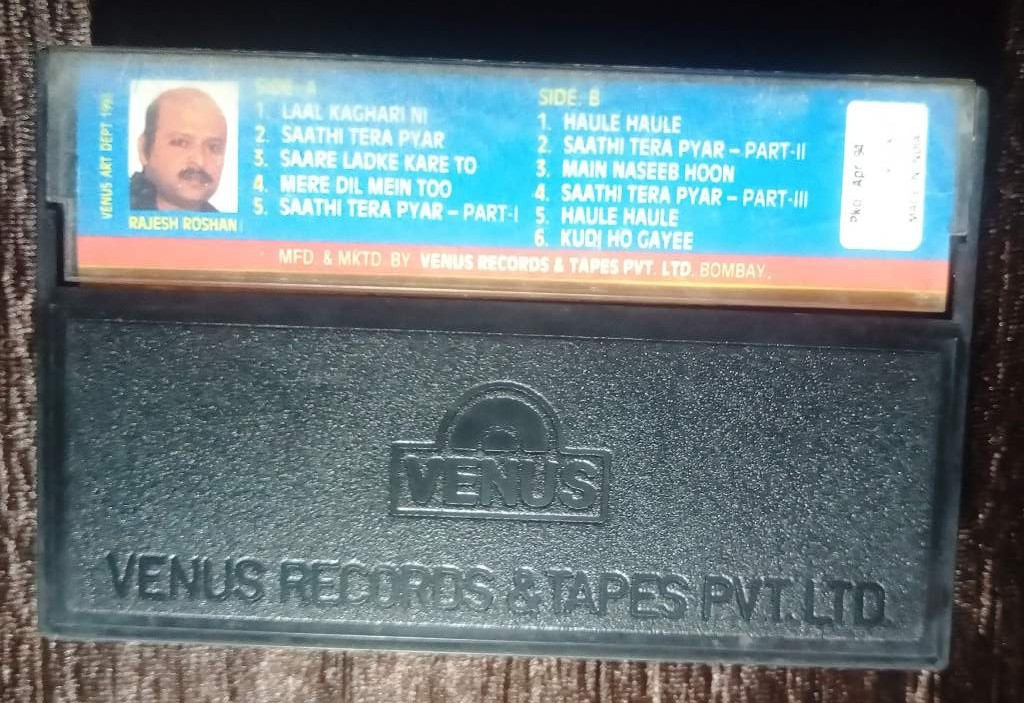 VENUS ART DEPT
RAJESH ROSHAN
SIDE A
1. LAAL KAGHARI NI
2. SAATHI TERA PYAR
3. SAARE LADKE KARE TO
4. MERE DIL MEIN TOO
5. SAATHI TERA PYAR – PART-I
SIDE. B
1. HAULE HAULE
2. SAATHI TERA PYAR – PART-II
3. MAIN NASEEB HOON
4. SAATHI TERA PYAR – PART-III
5. HAULE HAULE
6. KUDI HO GAYEE
Pkd. Apr
MFD. & MKTD. BY VENUS RECORDS & TAPES PVT. LTD. BOMBAY.
VENUS
VENUS RECORDS & TAPES PVT. LTD.